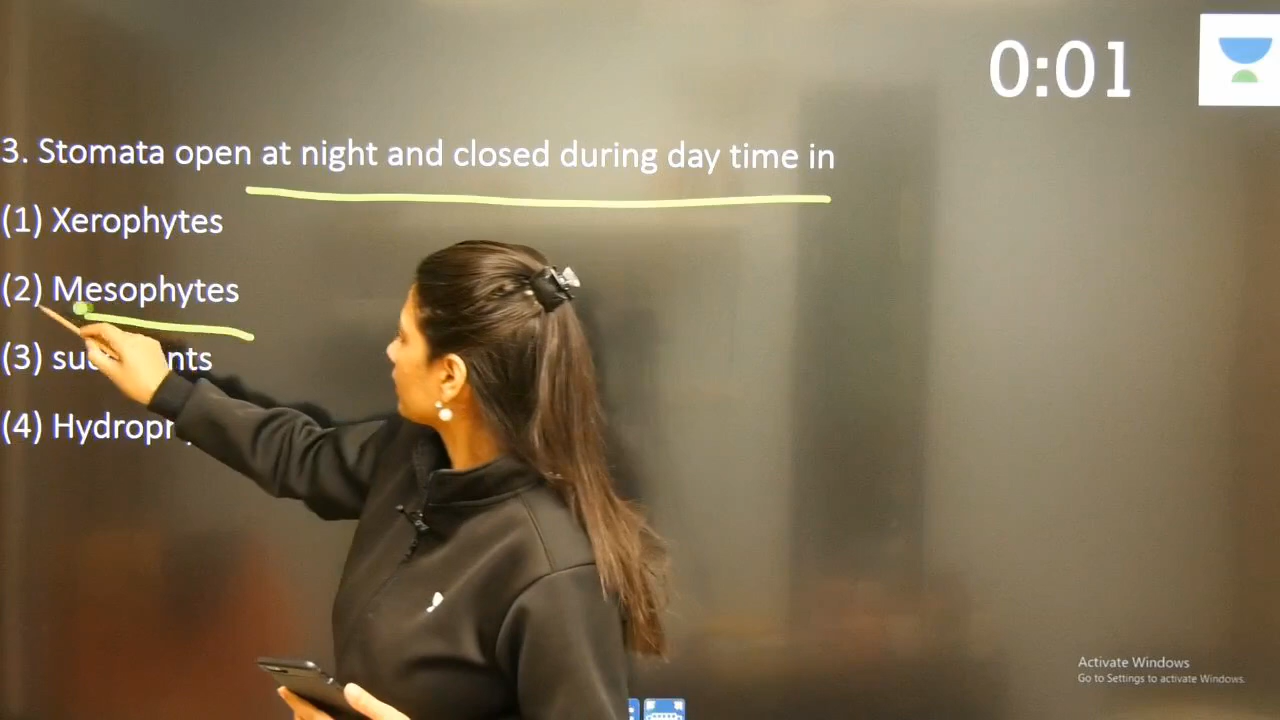 0:01
3. Stomata open at night and closed during day time in
(1) Xerophytes
(2) Mesophytes
(3)
(4)
Activate Windows
Go to Settings to activate Windows.